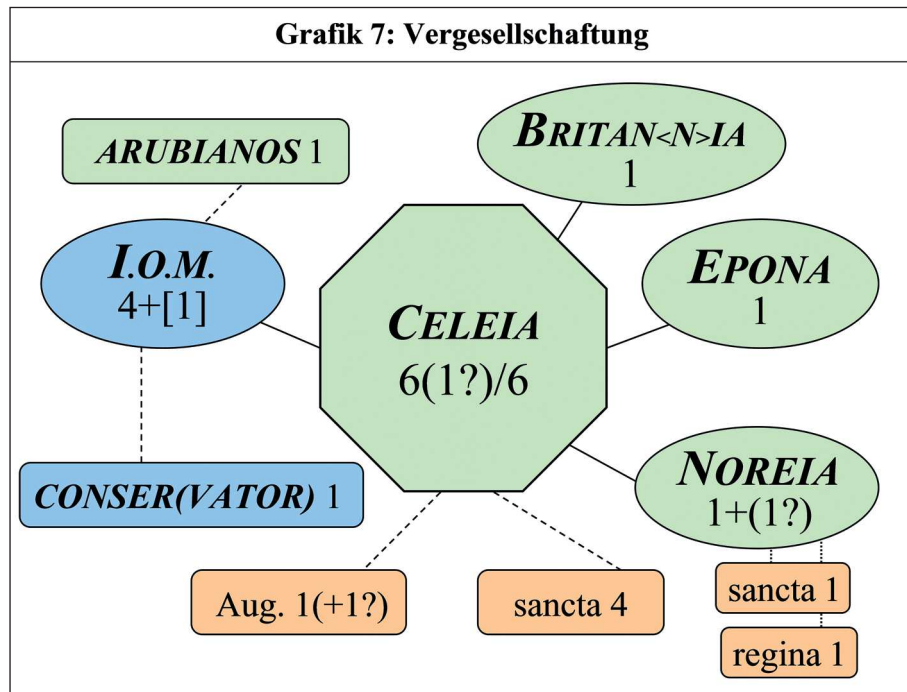 Grafik 7: Vergesellschaftung
ARUBIANOS 1
BRITAN<N>IA
1
I.O.M.
4+[1]
EPONA
1
CELEIA
6(1?)/6
CONSER(VATOR) 1
NOREIA
1+(1?)
Aug. 1(+1?)
sancta 4
sancta 1
regina 1